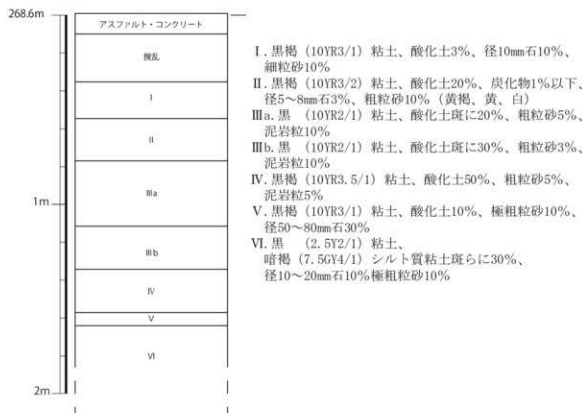 268.6m
アスファルト・コンクリート
攪乱
Ⅰ
Ⅱ
Ⅲa
1m
Ⅲb
Ⅳ
Ⅴ
Ⅵ
2m
Ⅰ. 黒褐（10YR3/1）粘土、酸化土3%、径10mm石10%、
細粒砂10%
Ⅱ. 黒褐（10YR3/2）粘土、酸化土20%、炭化物1%以下、
径5〜8mm石3%、粗粒砂10%（黄褐、黄、白）
Ⅲa. 黒（10YR2/1）粘土、酸化土斑に20%、粗粒砂5%、
泥岩粒10%
Ⅲb. 黒（10YR2/1）粘土、酸化土斑に30%、粗粒砂3%、
泥岩粒10%
Ⅳ. 黒褐（10YR3.5/1）粘土、酸化土50%、粗粒砂5%、
泥岩粒5%
Ⅴ. 黒褐（10YR3/1）粘土、酸化土10%、極粗粒砂10%、
径50〜80mm石30%
Ⅵ. 黒　（2.5Y2/1）粘土、
暗褐（7.5GY4/1）シルト質粘土斑らに30%、
径10〜20mm石10%極粗粒砂10%